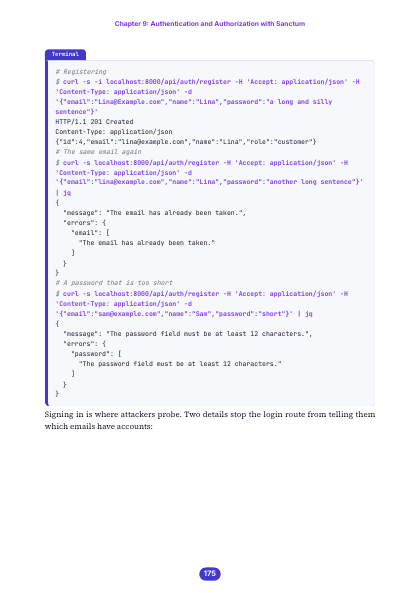 Chapter 9: Authentication and Authorization with Sanctum
Terminal
# Registering
$ curl -s -i localhost:8000/api/auth/register -H 'Accept: application/json' -H
'Content-Type: application/json' -d
'{"email":"Lina@Example.com","name":"Lina","password":"a long and silly
sentence"}'
HTTP/1.1 201 Created
Content-Type: application/json
{"id":4,"email":"lina@example.com","name":"Lina","role":"customer"}
# The same email again
$ curl -s localhost:8000/api/auth/register -H 'Accept: application/json' -H
'Content-Type: application/json' -d
'{"email":"lina@example.com","name":"Lina","password":"another long sentence"}'
| jq
{
  "message": "The email has already been taken.",
  "errors": {
    "email": [
      "The email has already been taken."
    ]
  }
}
# A password that is too short
$ curl -s localhost:8000/api/auth/register -H 'Accept: application/json' -H
'Content-Type: application/json' -d
'{"email":"sam@example.com","name":"Sam","password":"short"}' | jq
{
  "message": "The password field must be at least 12 characters.",
  "errors": {
    "password": [
      "The password field must be at least 12 characters."
    ]
  }
}
Signing in is where attackers probe. Two details stop the login route from telling them
which emails have accounts:
175